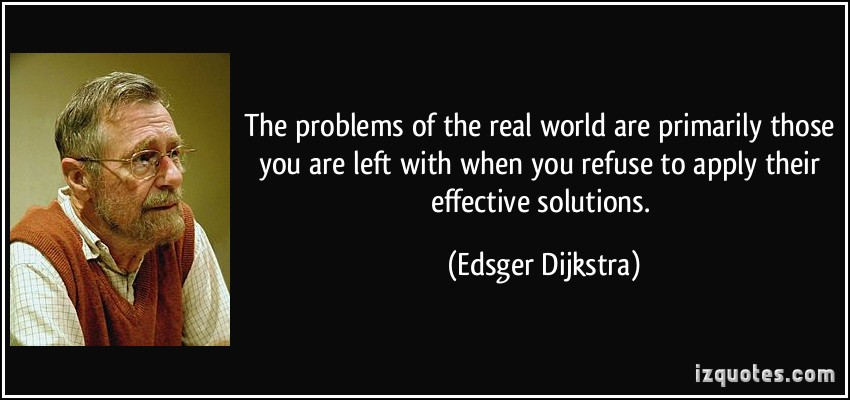 The problems of the real world are primarily those
you are left with when you refuse to apply their
effective solutions.
(Edsger Dijkstra)
izquotes.com